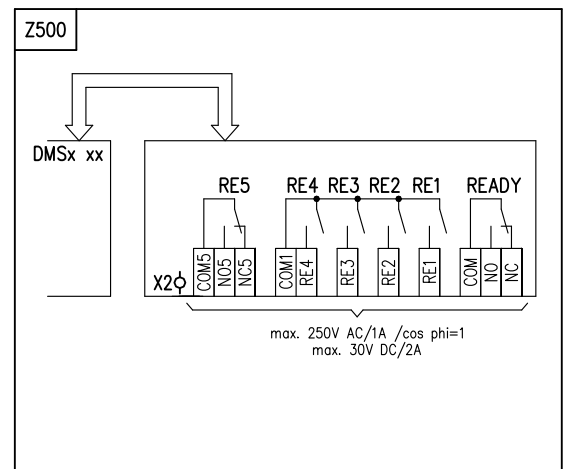 Z500
DMSx xx
RE5 RE4 RE3 RE2 RE1 READY
X2 COM5 NO5 NC5 COM1 RE4 RE3 RE2 RE1 COM NO NC
max. 250V AC/1A /cos phi=1
max. 30V DC/2A